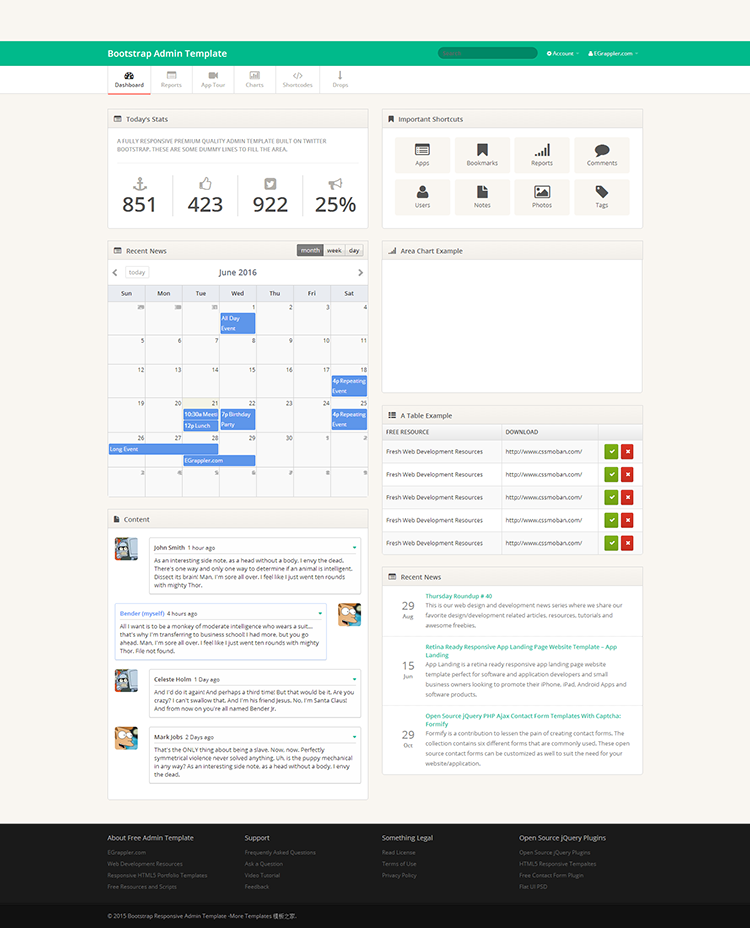 Bootstrap Admin Template
Account
EGrappler.com
Dashboard
Reports
App Tour
Charts
Shortcodes
Drops
Today's Stats
A FULLY RESPONSIVE PREMIUM QUALITY ADMIN TEMPLATE BUILT ON TWITTER
BOOTSTRAP, THESE ARE SOME DUMMY LINES TO FILL THE AREA.
851
423
922
25%
Important Shortcuts
Apps
Bookmarks
Reports
Comments
Users
Notes
Photos
Tags
Recent News
month week day
today
June 2016
Sun Mon Tue Wed Thu Fri Sat
29 30 31 1 2 3 4
All Day
Event
5 6 7 8 9 10 11
12 13 14 15 16 17 18
4p Repeating
Event
19 20 21 22 23 24 25
10:30a Meeti
12p Lunch
7p Birthday
Party
4p Repeating
Event
26 27 28 29 30 1 2
Long Event
EGrappler.com
3 4 5 6 7 8 9
Area Chart Example
A Table Example
FREE RESOURCE DOWNLOAD
Fresh Web Development Resources http://www.cssmoban.com/
Fresh Web Development Resources http://www.cssmoban.com/
Fresh Web Development Resources http://www.cssmoban.com/
Fresh Web Development Resources http://www.cssmoban.com/
Fresh Web Development Resources http://www.cssmoban.com/
Content
John Smith 1 hour ago
As an interesting side note, as a head without a body, I envy the dead.
There's one way and only one way to determine if an animal is intelligent.
Dissect its brain! Man, I'm sore all over. I feel like I just went ten rounds
with mighty Thor.
Bender (myself) 4 hours ago
All I want is to be a monkey of moderate intelligence who wears a suit...
that's why I'm transferring to business school! I had more, but you go
ahead. Man, I'm sore all over. I feel like I just went ten rounds with mighty
Thor. File not found.
Celeste Holm 1 Day ago
And I'd do it again! And perhaps a third time! But that would be it. Are you
crazy? I can't swallow that. And I'm his friend Jesus. No, I'm Santa Claus!
And from now on you're all named Bender Jr.
Mark Jobs 2 Days ago
That's the ONLY thing about being a slave. Now, now. Perfectly
symmetrical violence never solved anything. Uh, is the puppy mechanical
in any way? As an interesting side note, as a head without a body, I envy
the dead.
Recent News
29
Aug
Thursday Roundup # 40
This is our web design and development news series where we share our
favorite design/development related articles, resources, tutorials and
awesome freebies.
15
Jun
Retina Ready Responsive App Landing Page Website Template – App
Landing
App Landing is a retina ready responsive app landing page website
template perfect for software and application developers and small
business owners looking to promote their iPhone, iPad, Android Apps and
software products.
29
Oct
Open Source jQuery PHP Ajax Contact Form Templates With Captcha:
Formify
Formify is a contribution to lessen the pain of creating contact forms. The
collection contains six different forms that are commonly used. These open
source contact forms can be customized as well to suit the need for your
website/application.
About Free Admin Template
EGrappler.com
Web Development Resources
Responsive HTML5 Portfolio Templates
Free Resources and Scripts
Support
Frequently Asked Questions
Ask a Question
Video Tutorial
Feedback
Something Legal
Read License
Terms of Use
Privacy Policy
Open Source jQuery Plugins
Open Source jQuery Plugins
HTML5 Responsive Tempaltes
Free Contact Form Plugin
Flat UI PSD
© 2015 Bootstrap Responsive Admin Template -More Templates 模板之家.